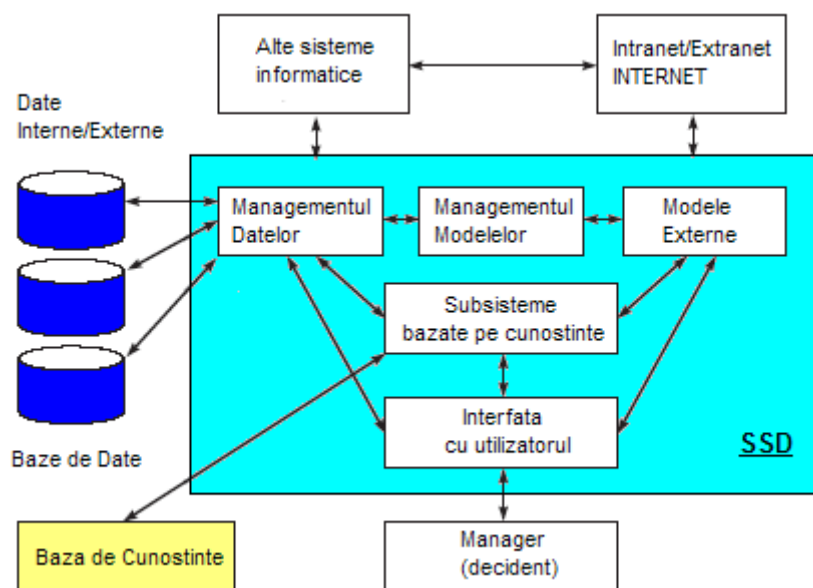 Alte sisteme
informatice
Intranet/Extranet
INTERNET
Date
Interne/Externe
Managementul
Datelor
Managementul
Modelelor
Modele
Externe
Subsisteme
bazate pe cunostinte
Interfata
cu utilizatorul
SSD
Baze de Date
Baza de Cunostinte
Manager
(decident)